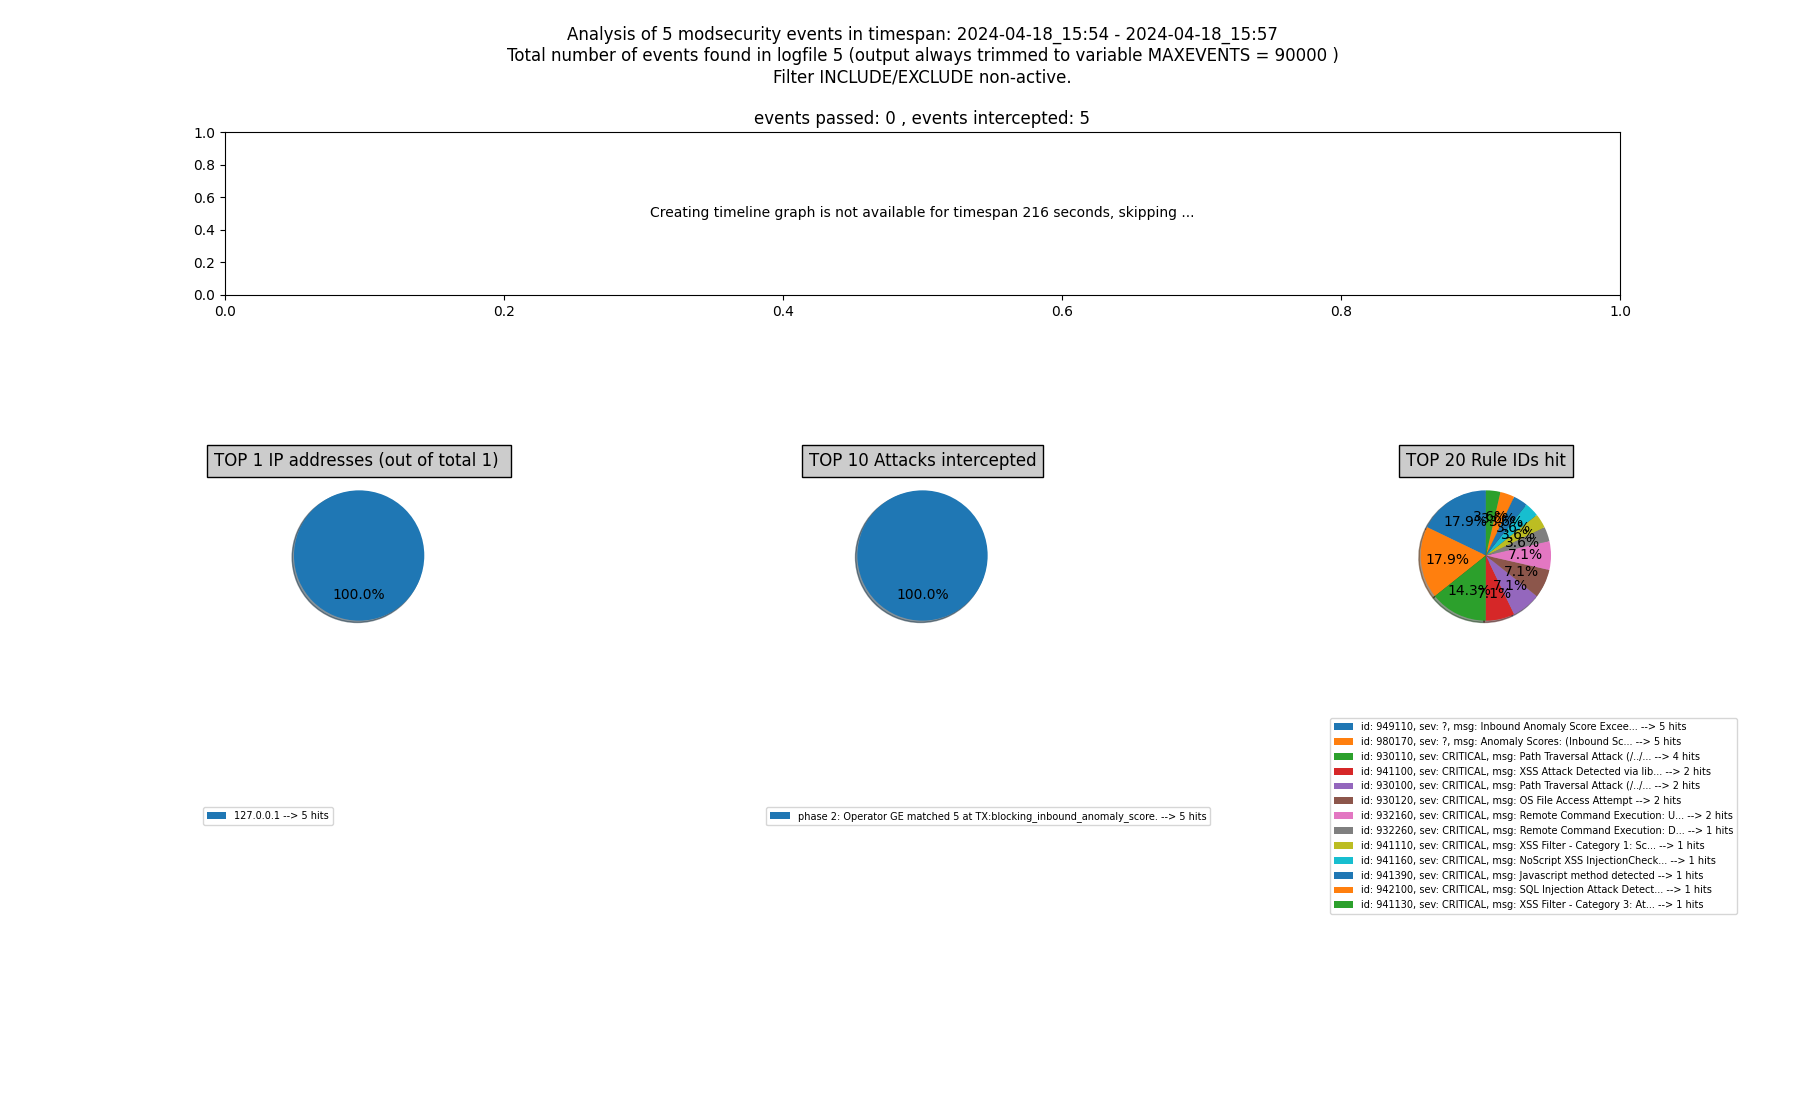 Analysis of 5 modsecurity events in timespan: 2024-04-18_15:54 - 2024-04-18_15:57
Total number of events found in logfile 5 (output always trimmed to variable MAXEVENTS = 90000 )
Filter INCLUDE/EXCLUDE non-active.
events passed: 0 , events intercepted: 5
1.0
0.8
0.6
0.4
0.2
0.0
Creating timeline graph is not available for timespan 216 seconds, skipping ...
0.0 0.2 0.4 0.6 0.8 1.0
TOP 1 IP addresses (out of total 1)
100.0%
127.0.0.1 --> 5 hits
TOP 10 Attacks intercepted
100.0%
phase 2: Operator GE matched 5 at TX:blocking_inbound_anomaly_score. --> 5 hits
TOP 20 Rule IDs hit
17.9%
17.9%
14.3%
7.1%
7.1%
7.1%
7.1%
3.6%
3.6%
3.6%
3.6%
3.6%
id: 949110, sev: ?, msg: Inbound Anomaly Score Excee... --> 5 hits
id: 980170, sev: ?, msg: Anomaly Scores: (Inbound Sc... --> 5 hits
id: 930110, sev: CRITICAL, msg: Path Traversal Attack (/../... --> 4 hits
id: 941100, sev: CRITICAL, msg: XSS Attack Detected via lib... --> 2 hits
id: 930100, sev: CRITICAL, msg: Path Traversal Attack (/../... --> 2 hits
id: 930120, sev: CRITICAL, msg: OS File Access Attempt --> 2 hits
id: 932160, sev: CRITICAL, msg: Remote Command Execution: U... --> 2 hits
id: 932260, sev: CRITICAL, msg: Remote Command Execution: D... --> 1 hits
id: 941110, sev: CRITICAL, msg: XSS Filter - Category 1: Sc... --> 1 hits
id: 941160, sev: CRITICAL, msg: NoScript XSS InjectionCheck... --> 1 hits
id: 941390, sev: CRITICAL, msg: Javascript method detected --> 1 hits
id: 942100, sev: CRITICAL, msg: SQL Injection Attack Detect... --> 1 hits
id: 941130, sev: CRITICAL, msg: XSS Filter - Category 3: At... --> 1 hits